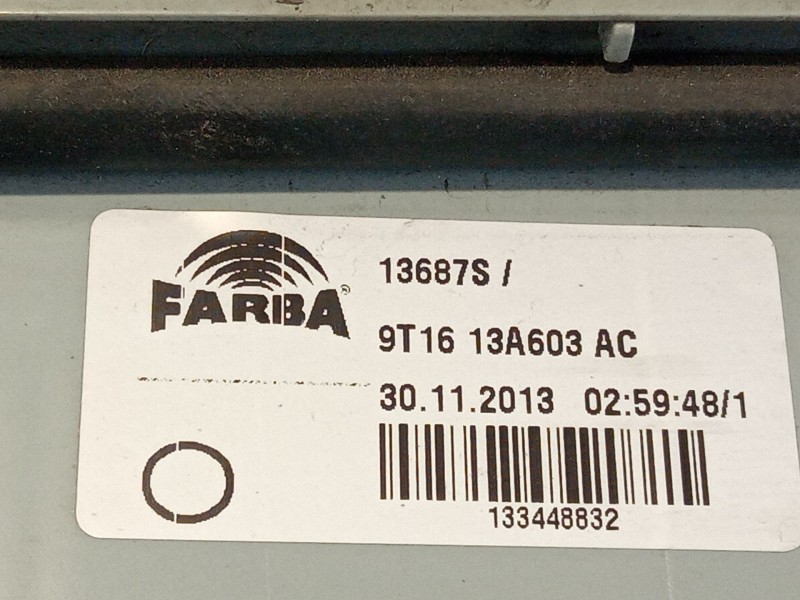 FARBA®
13687S /
9T16 13A603 AC
30.11.2013 02:59:48/1
133448832